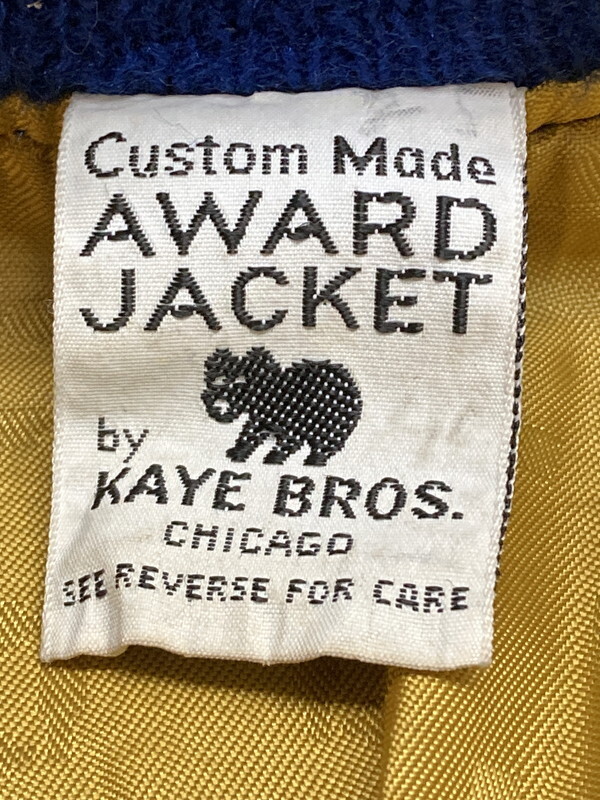 Custom Made
AWARD
JACKET
by
KAYE BROS.
CHICAGO
SEE REVERSE FOR CARE